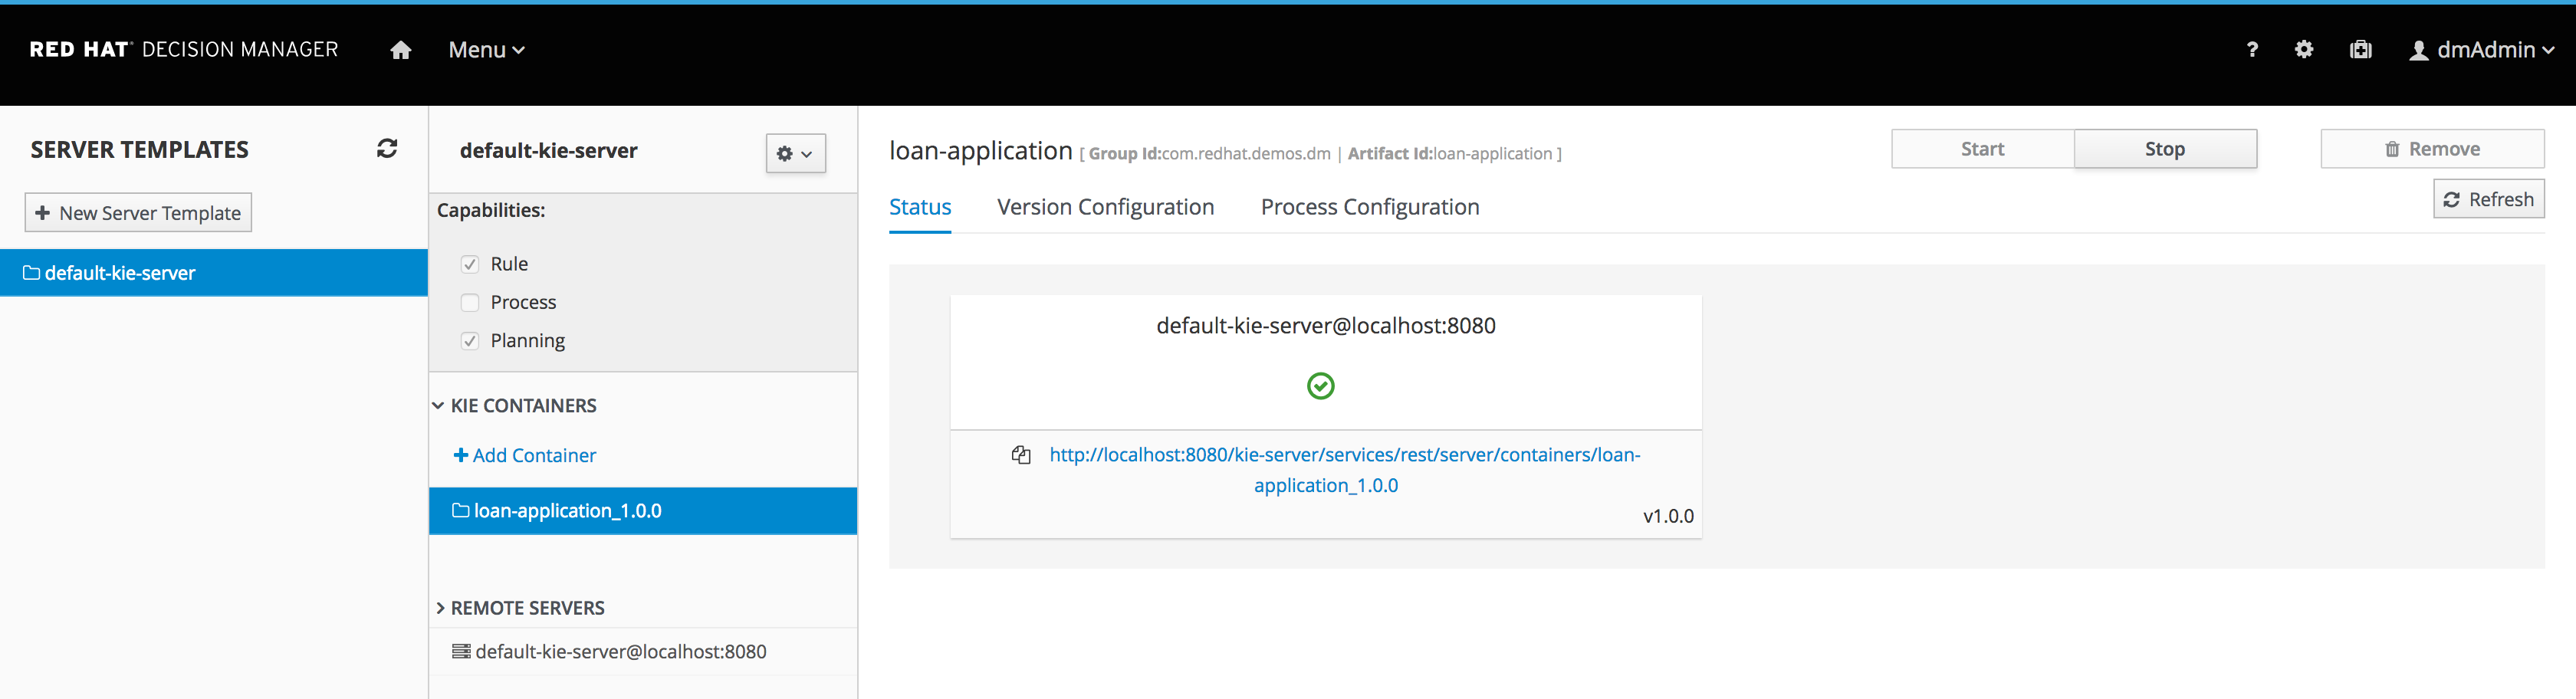 RED HAT® DECISION MANAGER
Menu
?
dmAdmin
SERVER TEMPLATES
New Server Template
default-kie-server
default-kie-server
Capabilities:
Rule
Process
Planning
KIE CONTAINERS
Add Container
loan-application_1.0.0
REMOTE SERVERS
default-kie-server@localhost:8080
loan-application [ Group Id:com.redhat.demos.dm | Artifact Id:loan-application ]
Start
Stop
Remove
Refresh
Status
Version Configuration
Process Configuration
default-kie-server@localhost:8080
http://localhost:8080/kie-server/services/rest/server/containers/loan-
application_1.0.0
v1.0.0